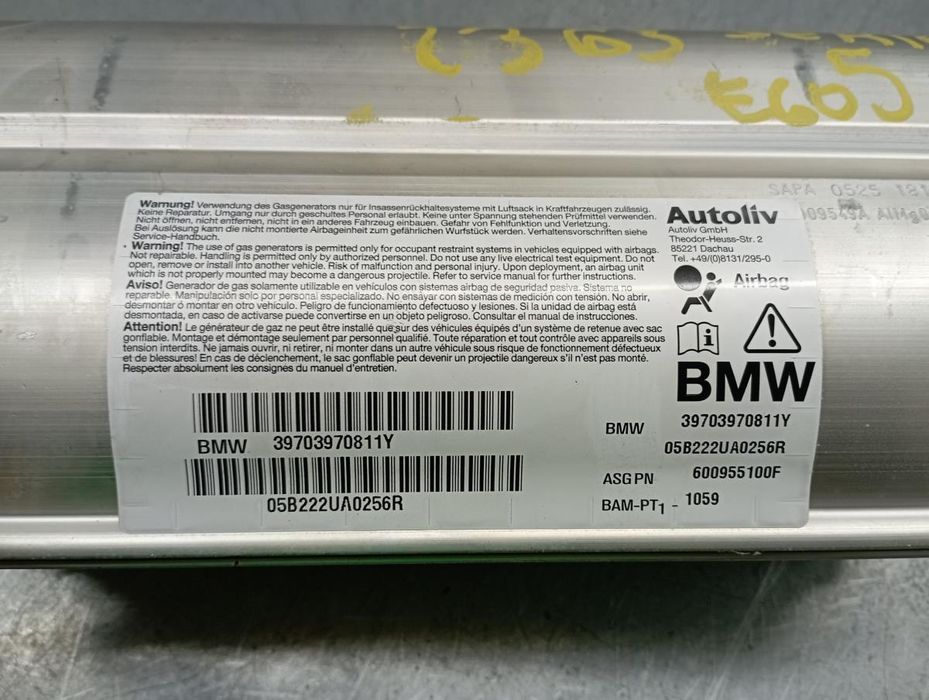 E605
SAPA 0525 181
Warnung! Verwendung des Gasgenerators nur für Insassenrückhaltesysteme mit Luftsack in Kraftfahrzeugen zulässig.
Keine Reparatur. Umgang nur durch geschultes Personal erlaubt. Keine unter Spannung stehenden Prüfmittel verwenden.
Nicht öffnen, nicht entfernen, nicht in ein anderes Fahrzeug einbauen. Gefahr von Fehlfunktion und Verletzung.
Bei Auslösung kann die nicht montierte Airbageinheit zum gefährlichen Wurfstück werden. Verhaltensvorschriften siehe
Service-Handbuch.
Warning! The use of gas generators is permitted only for occupant restraint systems in vehicles equipped with airbags.
Not repairable. Handling is permitted only by authorized personnel. Do not use any live electrical test equipment. Do not
open, remove or install into another vehicle. Risk of malfunction and personal injury. Upon deployment, an airbag unit
which is not properly mounted may become a dangerous projectile. Refer to service manual for further instructions.
Aviso! Generador de gas solamente utilizable en vehículos con sistemas airbag de seguridad pasiva. Sistema no
reparable. Manipulación solo por personal especializado. No ensayar con sistemas de medición con tensión. No abrir,
desmontar ó montar en otro vehículo. Peligro de funcionamiento defectuoso y lesiones. Si la unidad de airbag está
desmontada, en caso de activarse puede convertirse en un objeto peligroso. Consultar el manual de instrucciones.
Attention! Le générateur de gaz ne peut être installé que sur des véhicules équipés d'un système de retenue avec sac
gonflable. Montage et démontage seulement par personnel qualifié. Toute réparation et tout contrôle avec appareils sous
tension interdits. Ne jamais ouvrir, ni retirer, ni monter dans un autre véhicule sous risque de fonctionnement défectueux
et de blessures! En cas de déclenchement, le sac gonflable peut devenir un projectile dangereux s'il n'est pas monté.
Respecter absolument les consignes du manuel d'entretien.
Autoliv
Autoliv GmbH
Theodor-Heuss-Str. 2
85221 Dachau
Tel. +49/(0)8131/295-0
Airbag
BMW
BMW 39703970811Y
05B222UA0256R
BMW 39703970811Y
05B222UA0256R
ASG PN 600955100F
BAM-PT1 - 1059